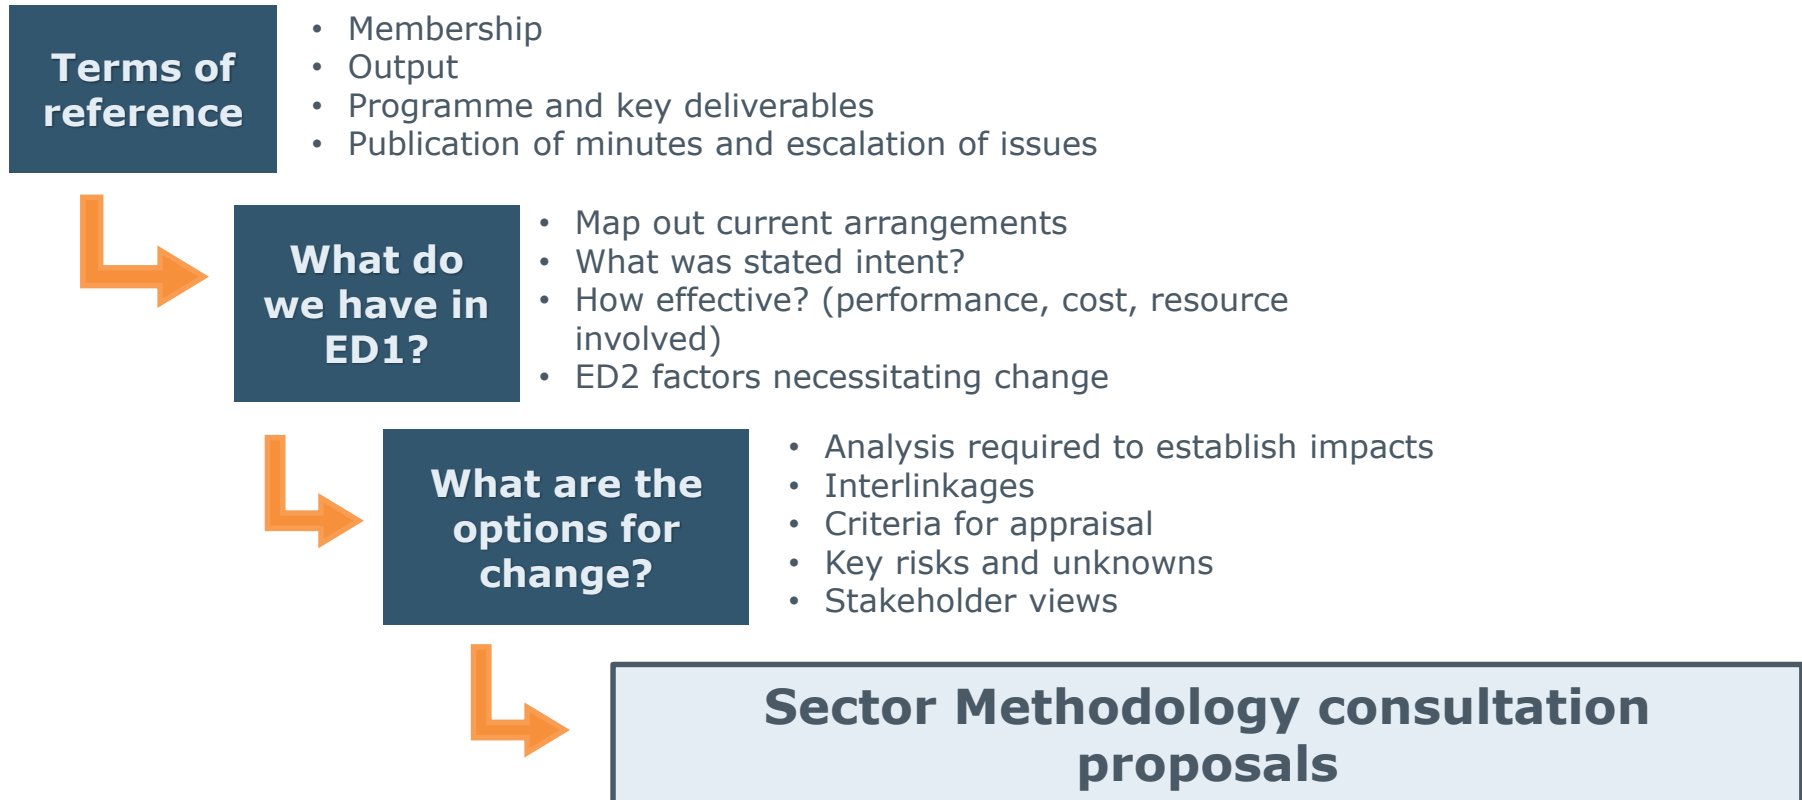 Terms of
reference
• Membership
• Output
• Programme and key deliverables
• Publication of minutes and escalation of issues
What do
we have in
ED1?
• Map out current arrangements
• What was stated intent?
• How effective? (performance, cost, resource
involved)
• ED2 factors necessitating change
What are the
options for
change?
• Analysis required to establish impacts
• Interlinkages
• Criteria for appraisal
• Key risks and unknowns
• Stakeholder views
Sector Methodology consultation
proposals